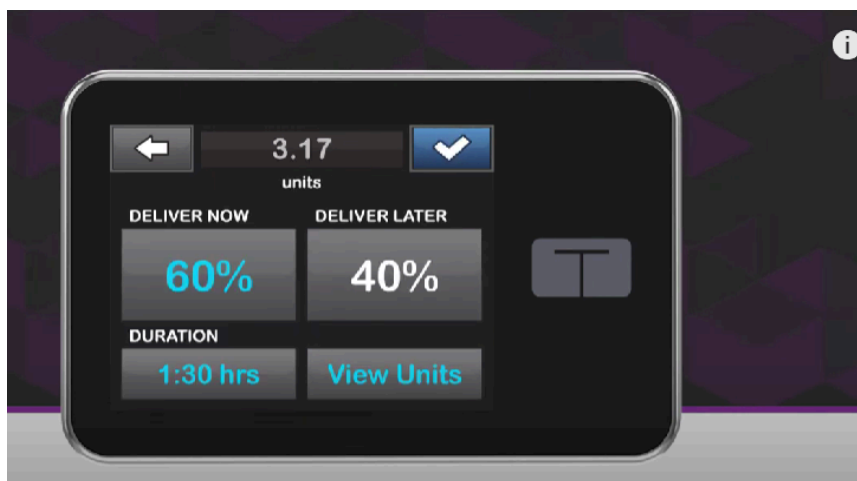 3.17
units
DELIVER NOW DELIVER LATER
60% 40%
DURATION
1:30 hrs View Units
i